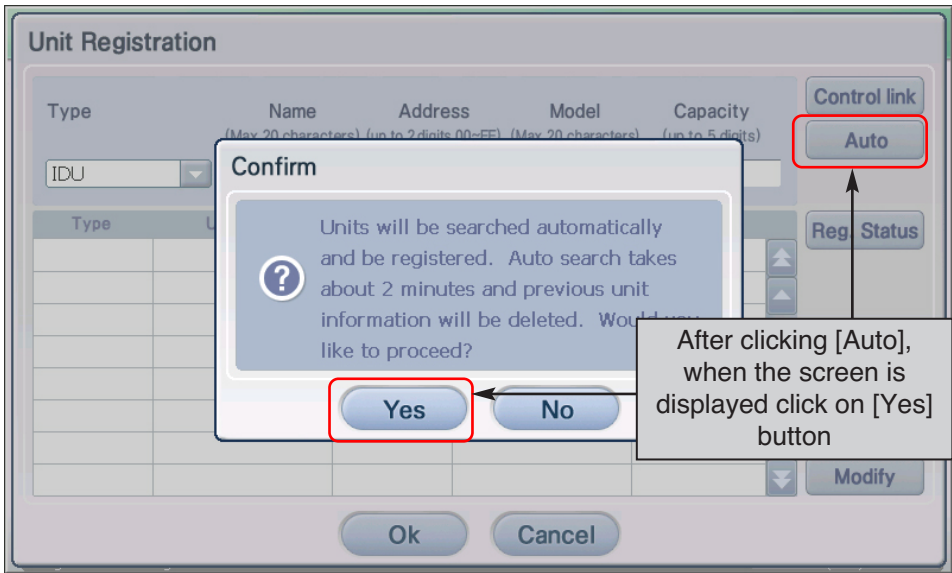 Unit Registration
Type Name Address Model Capacity Control link
(Max 20 characters) (up to 2 digits 00~FF) (Max 20 characters) (up to 5 digits)
Auto
IDU
Confirm
Type
Reg. Status
Units will be searched automatically
and be registered. Auto search takes
about 2 minutes and previous unit
information will be deleted. Would you
like to proceed?
Yes No
After clicking [Auto],
when the screen is
displayed click on [Yes]
button
Modify
Ok Cancel